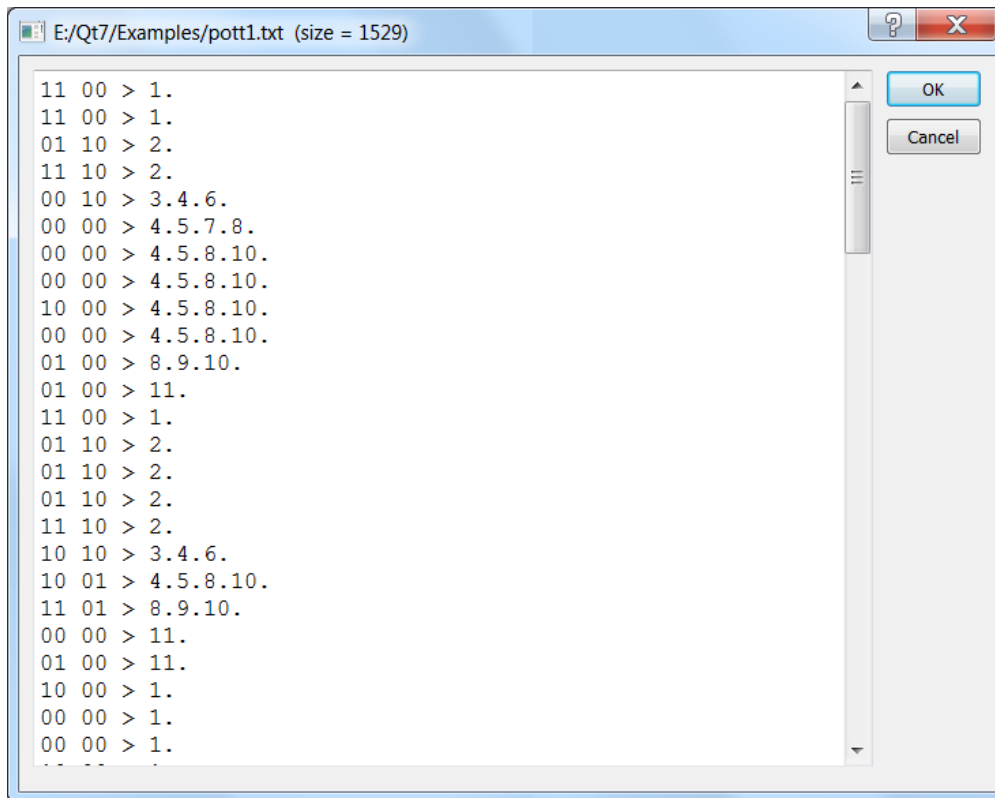 E:/Qt7/Examples/pott1.txt (size = 1529)
OK
Cancel
11 00 > 1.
11 00 > 1.
01 10 > 2.
11 10 > 2.
00 10 > 3.4.6.
00 00 > 4.5.7.8.
00 00 > 4.5.8.10.
00 00 > 4.5.8.10.
10 00 > 4.5.8.10.
00 00 > 4.5.8.10.
01 00 > 8.9.10.
01 00 > 11.
11 00 > 1.
01 10 > 2.
01 10 > 2.
01 10 > 2.
11 10 > 2.
10 10 > 3.4.6.
10 01 > 4.5.8.10.
11 01 > 8.9.10.
00 00 > 11.
01 00 > 11.
10 00 > 1.
00 00 > 1.
00 00 > 1.